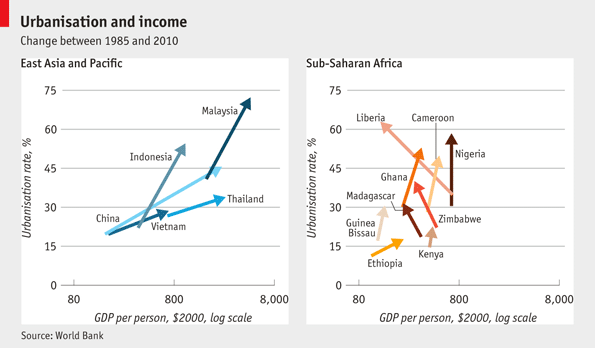 Urbanisation and income
Change between 1985 and 2010
East Asia and Pacific
Urbanisation rate, %
75
60
45
30
15
0
Malaysia
Indonesia
Thailand
China
Vietnam
80
800
8,000
GDP per person, $2000, log scale
Sub-Saharan Africa
Urbanisation rate, %
75
60
45
30
15
0
Liberia
Cameroon
Nigeria
Ghana
Madagascar
Guinea
Bissau
Zimbabwe
Kenya
Ethiopia
80
800
8,000
GDP per person, $2000, log scale
Source: World Bank